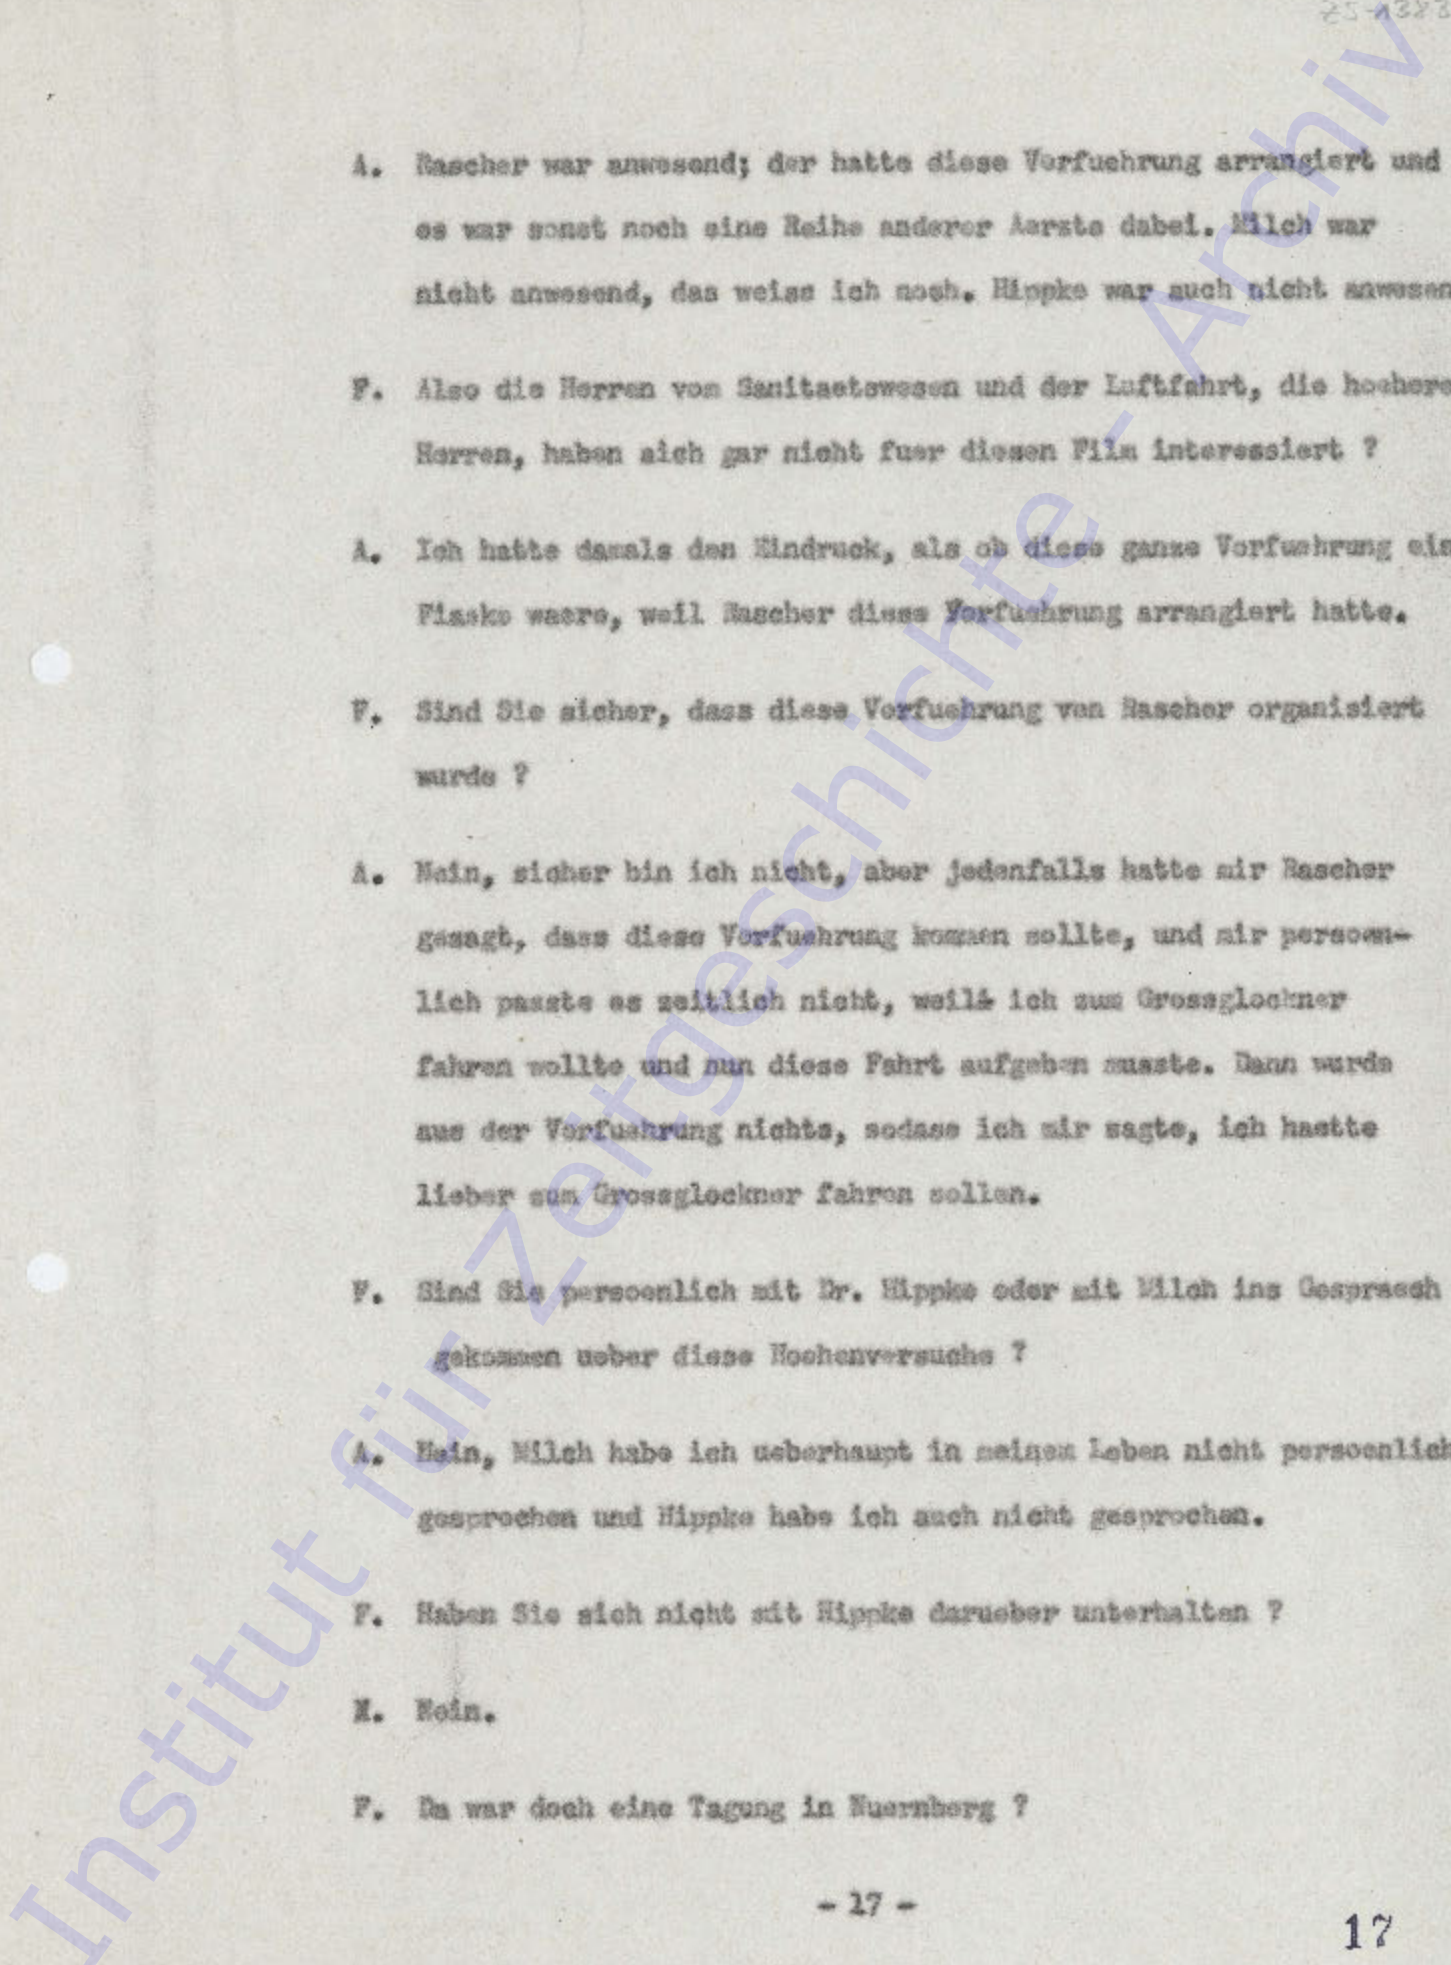 ZS-1383
A. Rascher war anwesend; der hatte diese Vorfuehrung arrangiert und
es war sonst noch eine Reihe anderer Aerzte dabei. Milch war
nicht anwesend, das weiss ich noch. Hippke war auch nicht anwesen
F. Also die Herren vom Sanitaetswesen und der Luftfahrt, die hoehere
Herren, haben sich gar nicht fuer diesen Film interessiert ?
A. Ich hatte damals den Eindruck, als ob diese ganze Vorfuehrung ein
Fiasko waere, weil Rascher diese Vorfuehrung arrangiert hatte.
F. Sind Sie sicher, dass diese Vorfuehrung von Rascher organisiert
wurde ?
A. Nein, sicher bin ich nicht, aber jedenfalls hatte mir Rascher
gesagt, dass diese Vorfuehrung kommen sollte, und mir persoen-
lich passte es zeitlich nicht, weil ich zum Grossglockner
fahren wollte und nun diese Fahrt aufgeben musste. Dann wurde
aus der Vorfuehrung nichts, sodass ich mir sagte, ich haette
lieber zum Grossglockner fahren sollen.
F. Sind Sie persoenlich mit Dr. Hippke oder mit Milch ins Gespraech
gekommen ueber diese Hoehenversuche ?
A. Nein, Milch habe ich ueberhaupt in meinem Leben nicht persoenlich
gesprochen und Hippke habe ich auch nicht gesprochen.
F. Haben Sie sich nicht mit Hippke darueber unterhalten ?
Nein.
F. Da war doch eine Tagung in Nuernberg ?
- 17 -
17
Institut für Zeitgeschichte - Archiv